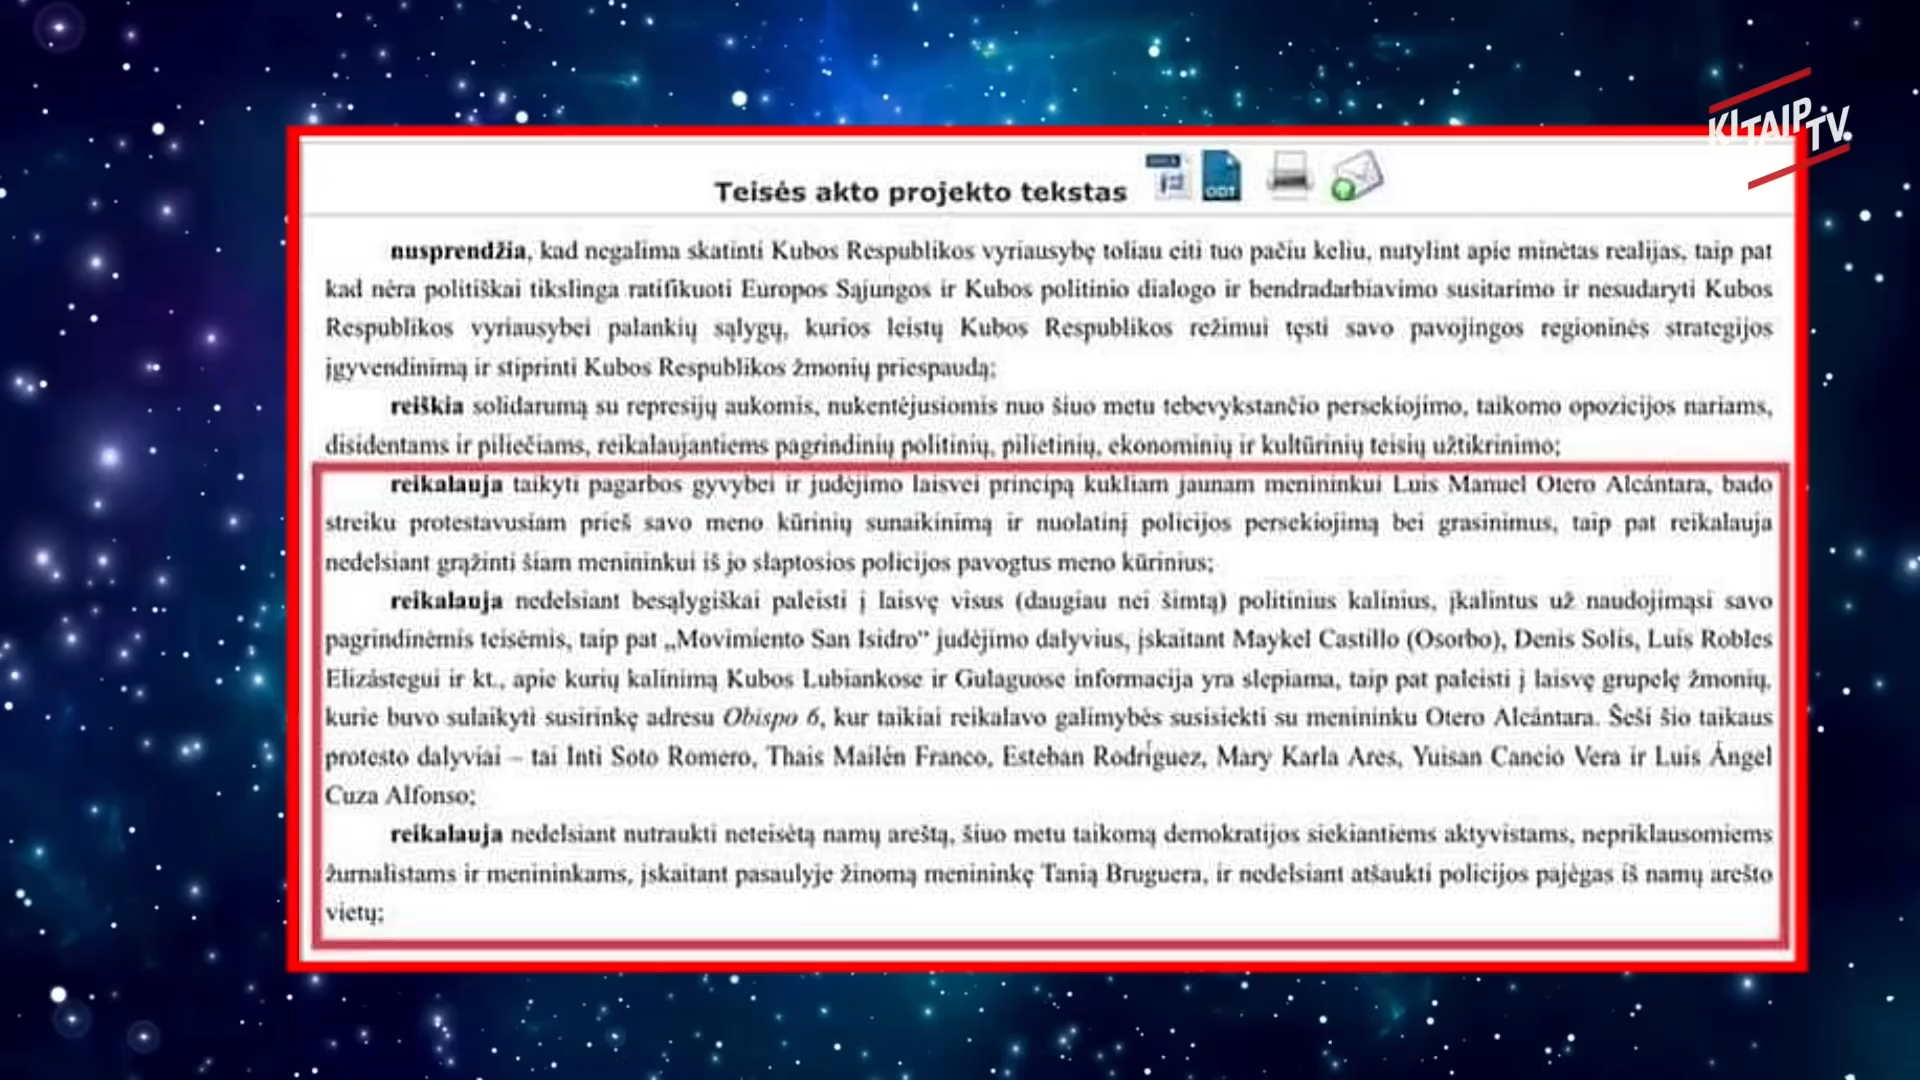 KITAIP TV.
Teisės akto projekto tekstas
ODT
nusprendžia, kad negalima skatinti Kubos Respublikos vyriausybę toliau eiti tuo pačiu keliu, nutylint apie minėtas realijas, taip pat
kad nėra politiškai tikslinga ratifikuoti Europos Sąjungos ir Kubos politinio dialogo ir bendradarbiavimo susitarimo ir nesudaryti Kubos
Respublikos vyriausybei palankių sąlygų, kurios leistų Kubos Respublikos režimui tęsti savo pavojingos regioninės strategijos
įgyvendinimą ir stiprinti Kubos Respublikos žmonių priespaudą;
reiškia solidarumą su represijų aukomis, nukentėjusiomis nuo šiuo metu tebevykstančio persekiojimo, taikomo opozicijos nariams,
disidentams ir piliečiams, reikalaujantiems pagrindinių politinių, pilietinių, ekonominių ir kultūrinių teisių užtikrinimo;
reikalauja taikyti pagarbos gyvybei ir judėjimo laisvei principą kukliam jaunam menininkui Luis Manuel Otero Alcántara, bado
streiku protestavusiam prieš savo meno kūrinių sunaikinimą ir nuolatinį policijos persekiojimą bei grasinimus, taip pat reikalauja
nedelsiant grąžinti šiam menininkui iš jo slaptosios policijos pavogtus meno kūrinius;
reikalauja nedelsiant besąlygiškai paleisti į laisvę visus (daugiau nei šimtą) politinius kalinius, įkalintus už naudojimąsi savo
pagrindinėmis teisėmis, taip pat „Movimiento San Isidro“ judėjimo dalyvius, įskaitant Maykel Castillo (Osorbo), Denis Solis, Luis Robles
Elizástegui ir kt., apie kurių kalinimą Kubos Lubiankose ir Gulaguose informacija yra slepiama, taip pat paleisti į laisvę grupelę žmonių,
kurie buvo sulaikyti susirinkę adresu Obispo 6, kur taikiai reikalavo galimybės susisiekti su menininku Otero Alcántara. Šeši šio taikaus
protesto dalyviai – tai Inti Soto Romero, Thais Mailén Franco, Esteban Rodríguez, Mary Karla Ares, Yuisan Cancio Vera ir Luis Ángel
Cuza Alfonso;
reikalauja nedelsiant nutraukti neteisėtą namų areštą, šiuo metu taikomą demokratijos siekiantiems aktyvistams, nepriklausomiems
žurnalistams ir menininkams, įskaitant pasaulyje žinomą menininkę Tanią Bruguera, ir nedelsiant atšaukti policijos pajėgas iš namų arešto
vietų;